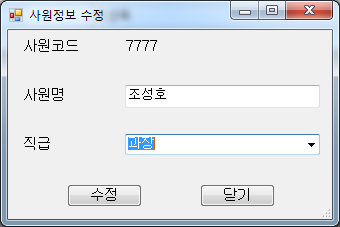 사원정보 수정
사원코드 7777
사원명 조성호
직급 과장
수정 닫기